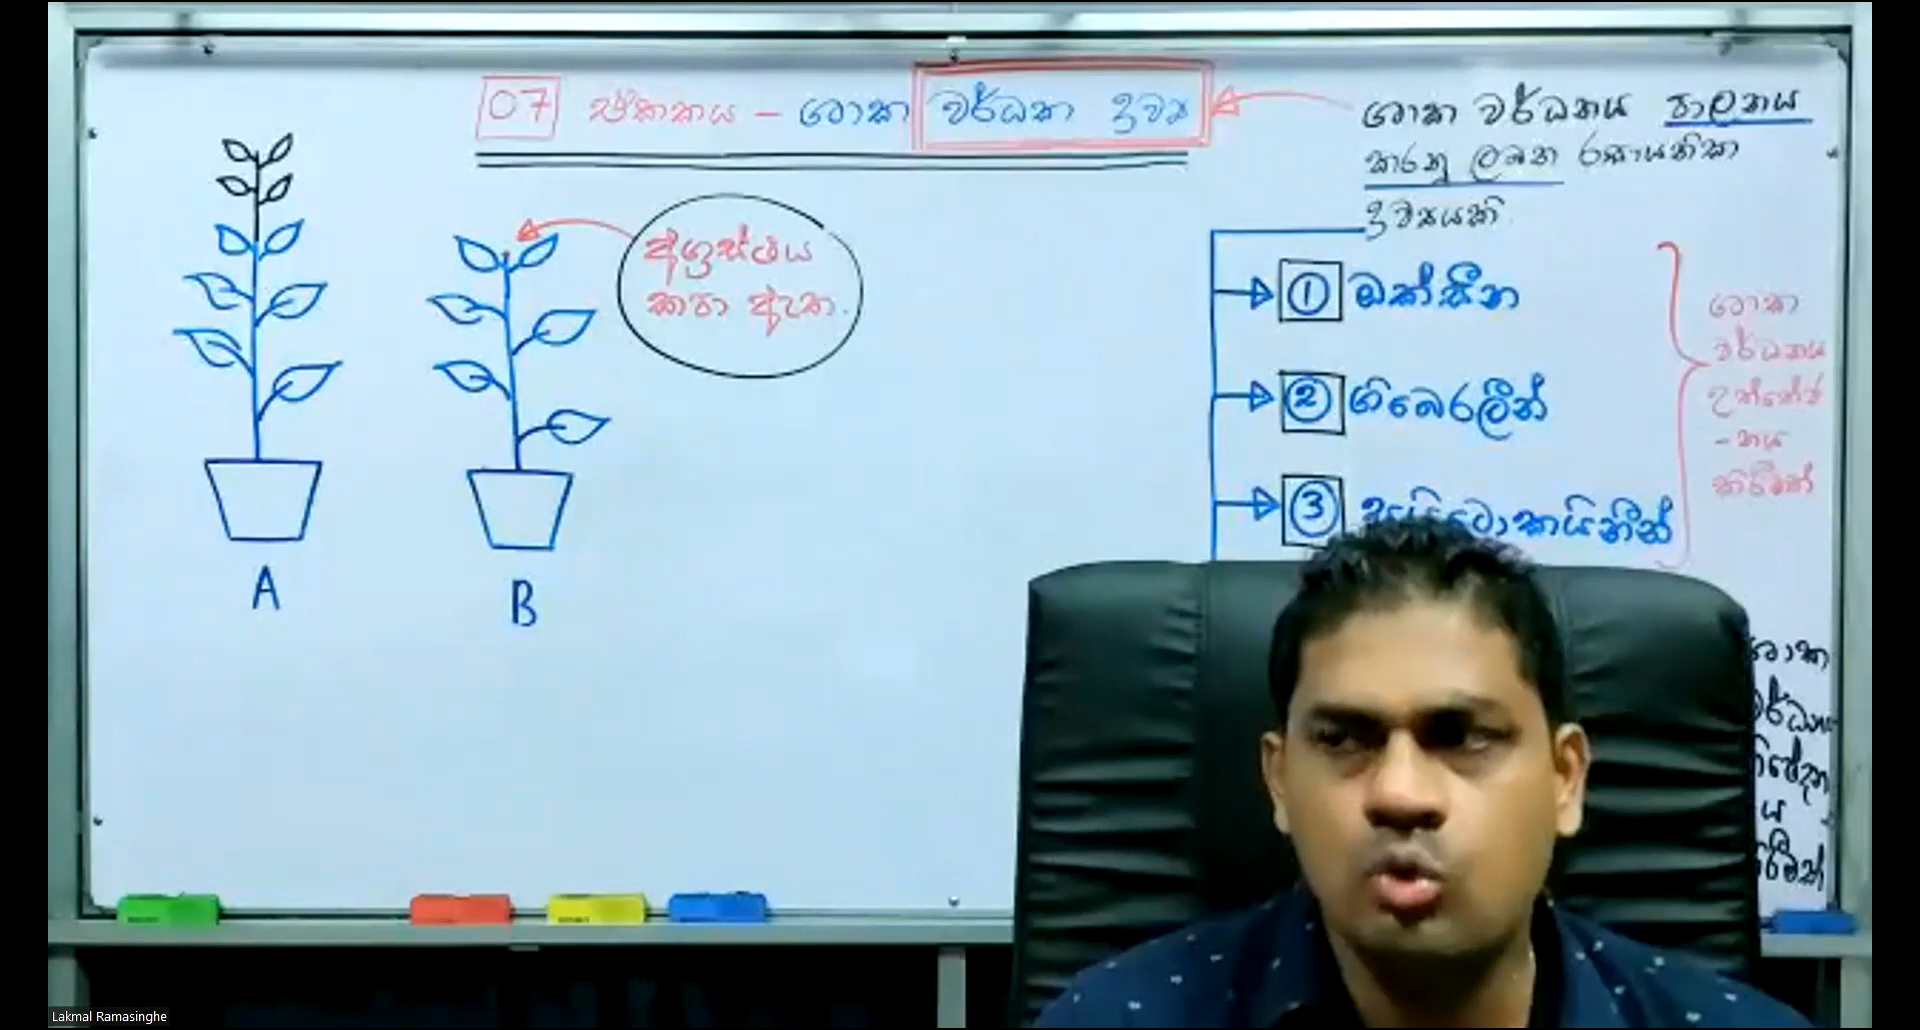 07 ඒකකය - ශාක වර්ධක ද්‍රව්‍ය
ශාක වර්ධනය පාලනය
කරනු ලබන රසායනික
ද්‍රව්‍යයකි.
අග්‍රස්ථය
කපා ඇත.
① ඔක්සීන
② ගිබෙරලීන්
③ සයිටොකයිනීන්
ශාක
වර්ධනය
උත්තේජ
-නය
කිරීමක්
ශාක
A
B
Lakmal Ramasinghe